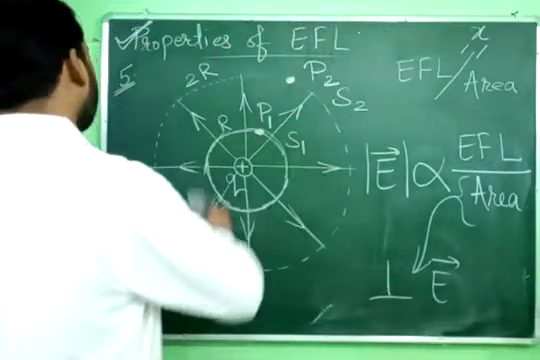 Properties of EFL
5
2R
P₂
S₂
R
P₁
S₁
+
q
x
EFL/Area
|E⃗| ∝ EFL/Area
⊥ E⃗